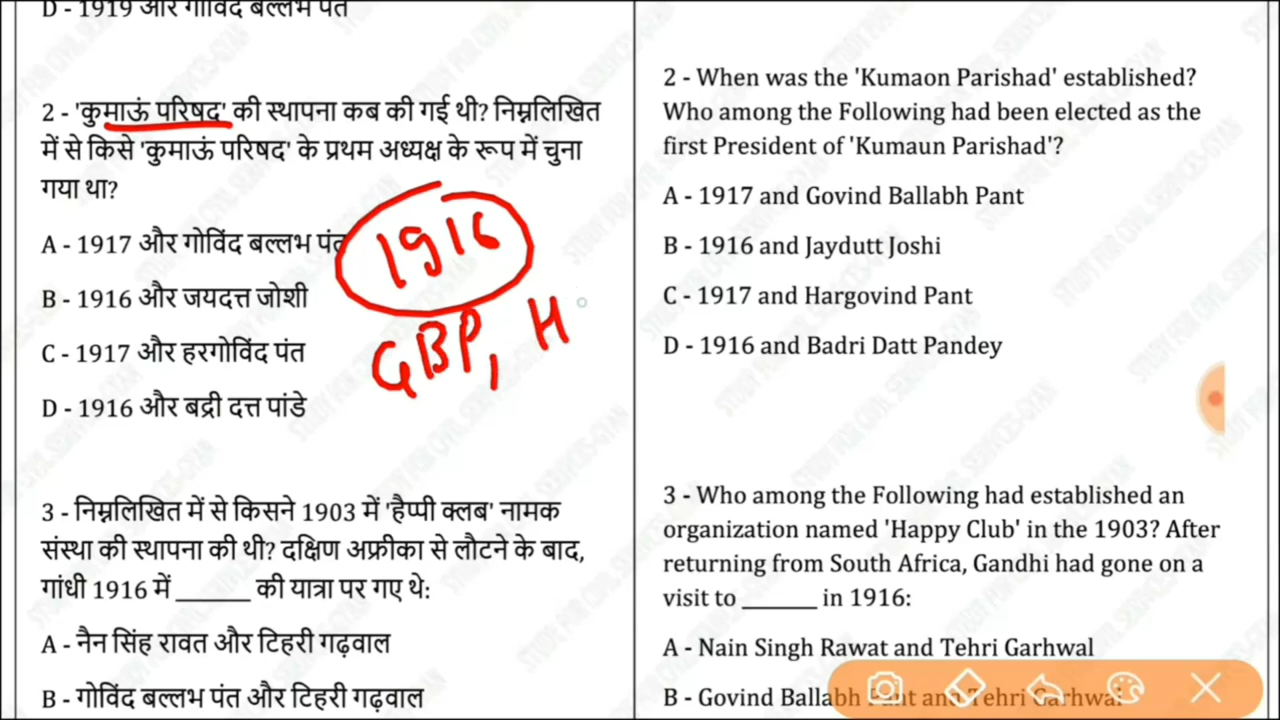 D - 1919 और गोविंद बल्लभ पंत
2 - 'कुमाऊं परिषद' की स्थापना कब की गई थी? निम्नलिखित
में से किसे 'कुमाऊं परिषद' के प्रथम अध्यक्ष के रूप में चुना
गया था?
A - 1917 और गोविंद बल्लभ पंत
B - 1916 और जयदत्त जोशी
C - 1917 और हरगोविंद पंत
D - 1916 और बद्री दत्त पांडे
1916
GBP, H
3 - निम्नलिखित में से किसने 1903 में 'हैप्पी क्लब' नामक
संस्था की स्थापना की थी? दक्षिण अफ्रीका से लौटने के बाद,
गांधी 1916 में ______ की यात्रा पर गए थे:
A - नैन सिंह रावत और टिहरी गढ़वाल
B - गोविंद बल्लभ पंत और टिहरी गढ़वाल
2 - When was the 'Kumaon Parishad' established?
Who among the Following had been elected as the
first President of 'Kumaun Parishad'?
A - 1917 and Govind Ballabh Pant
B - 1916 and Jaydutt Joshi
C - 1917 and Hargovind Pant
D - 1916 and Badri Datt Pandey
3 - Who among the Following had established an
organization named 'Happy Club' in the 1903? After
returning from South Africa, Gandhi had gone on a
visit to ______ in 1916:
A - Nain Singh Rawat and Tehri Garhwal
B - Govind Ballabh Pant and Tehri Garhwal